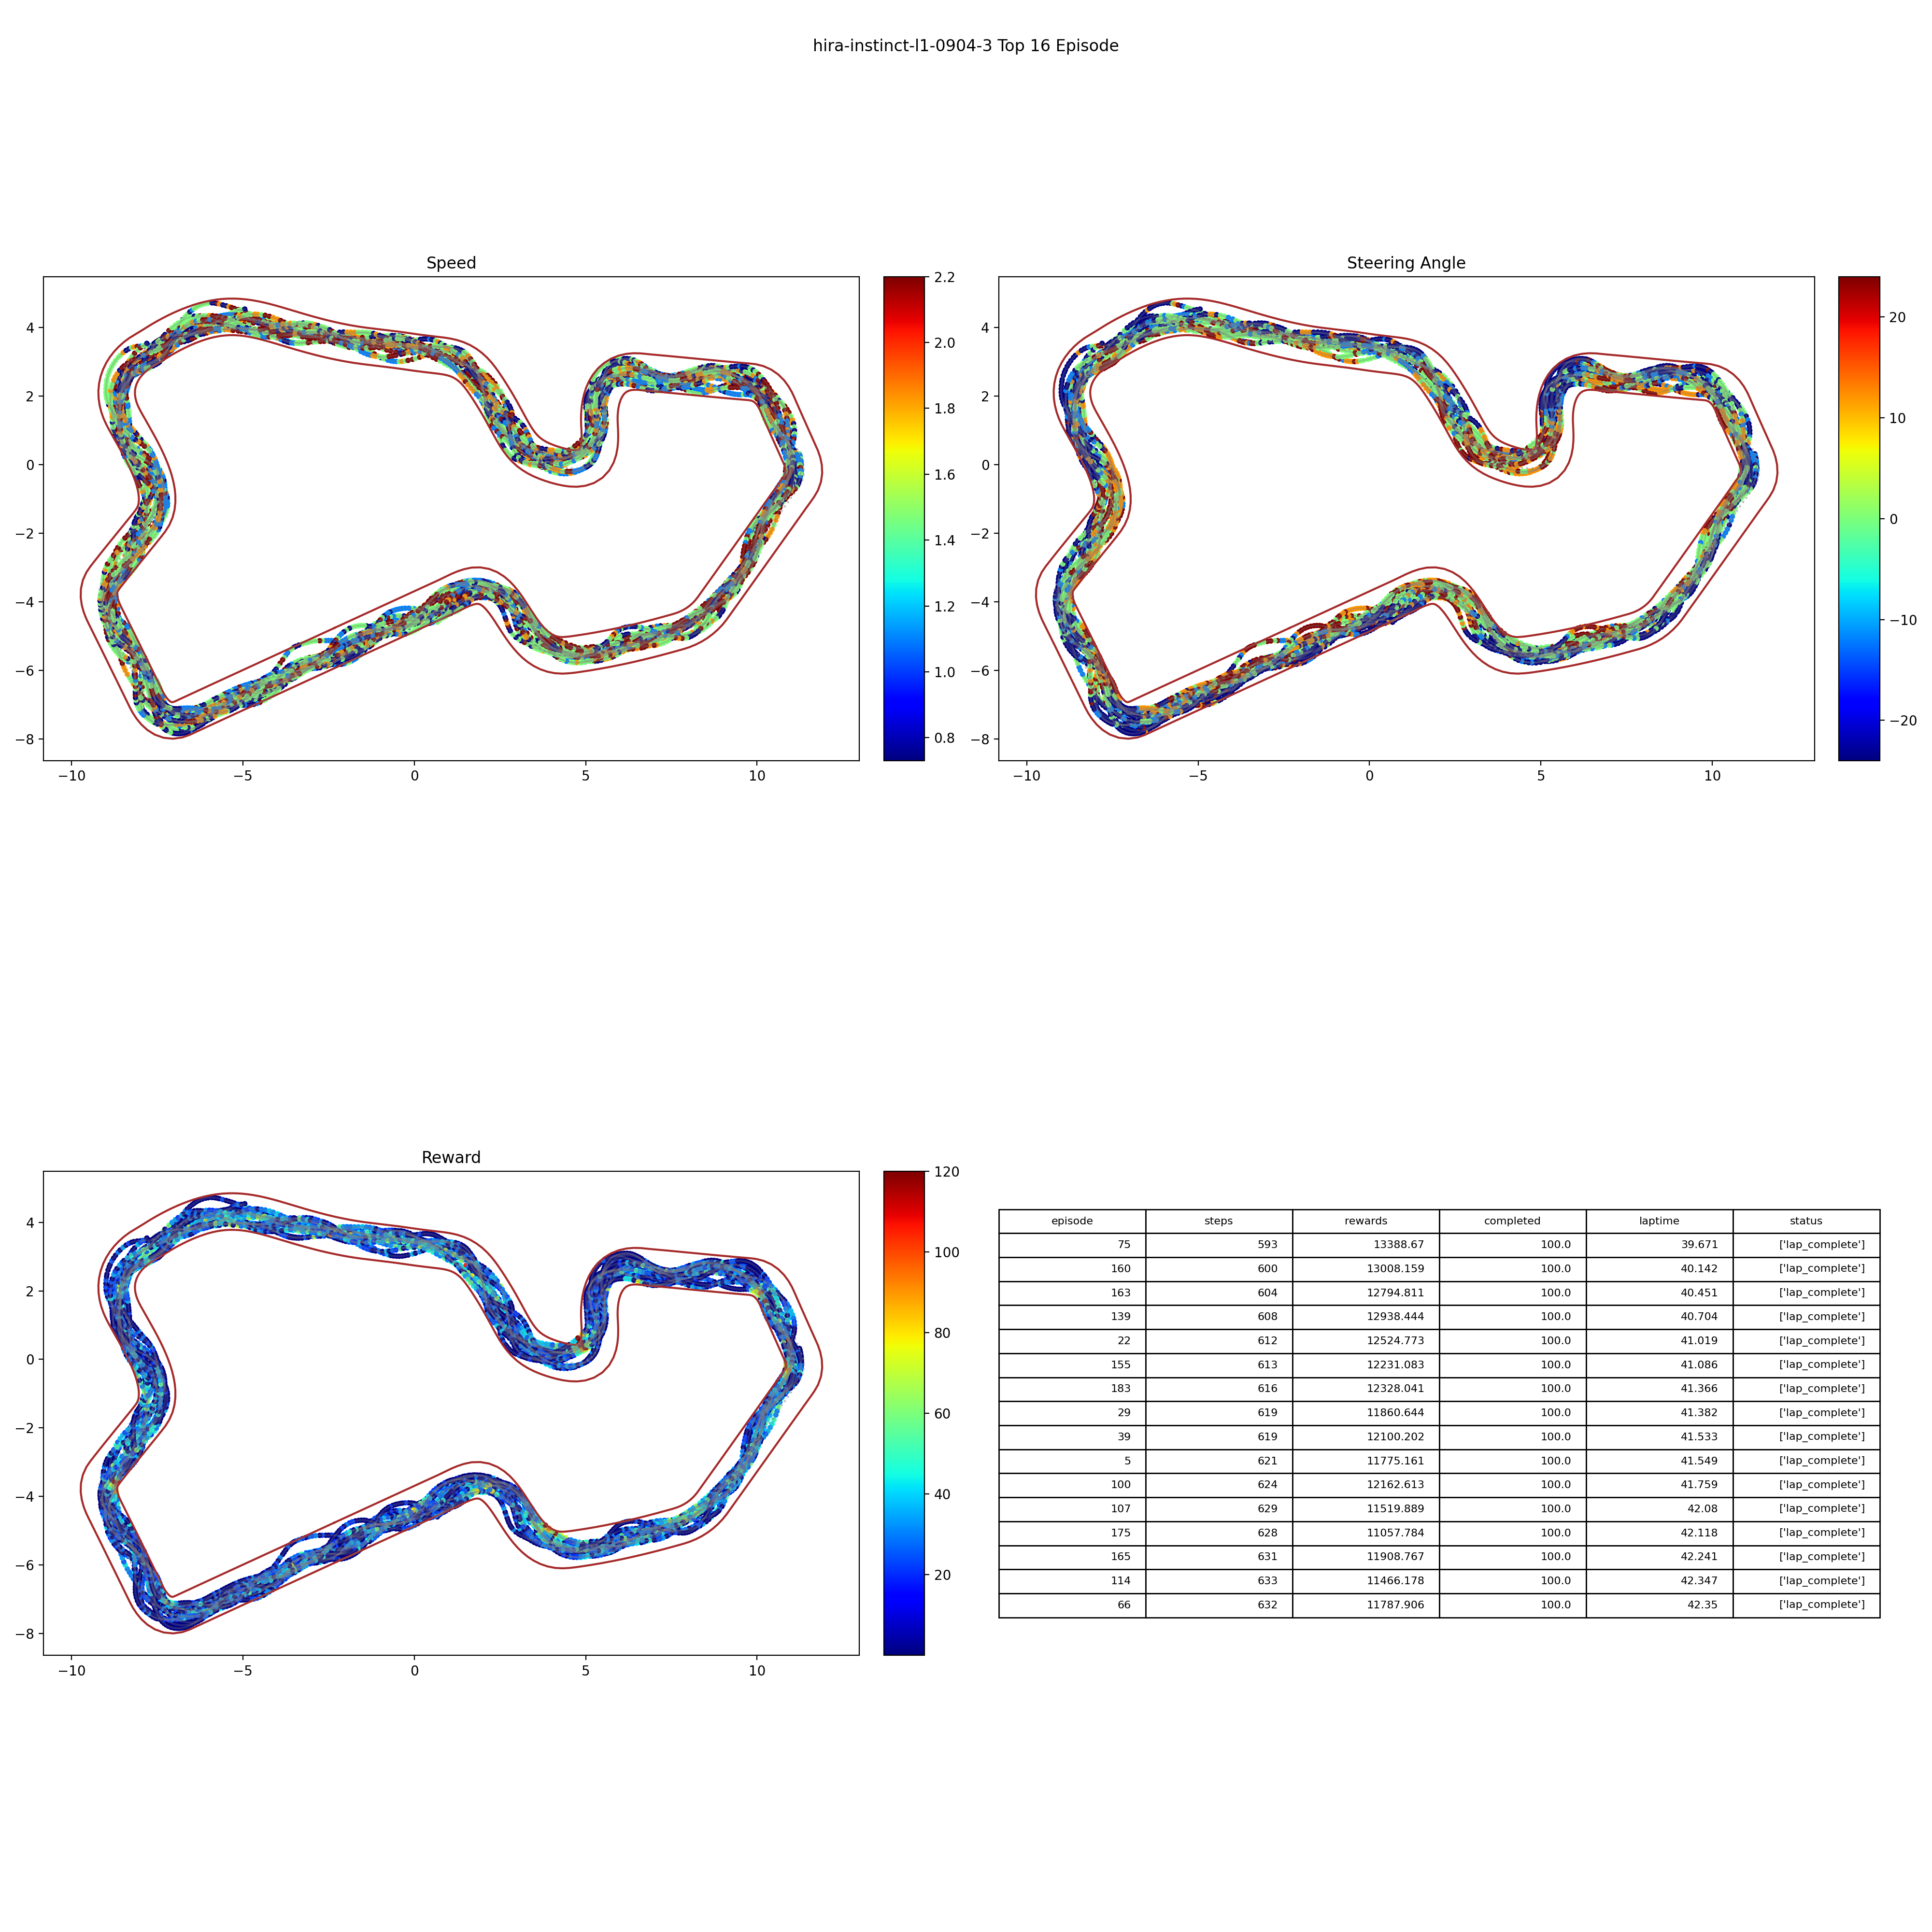 hira-instinct-l1-0904-3 Top 16 Episode
Speed
4
2
0
−2
−4
−6
−8
−10 −5 0 5 10
2.2
2.0
1.8
1.6
1.4
1.2
1.0
0.8
Steering Angle
4
2
0
−2
−4
−6
−8
−10 −5 0 5 10
20
10
0
−10
−20
Reward
4
2
0
−2
−4
−6
−8
−10 −5 0 5 10
120
100
80
60
40
20
episode steps rewards completed laptime status
75 593 13388.67 100.0 39.671 ['lap_complete']
160 600 13008.159 100.0 40.142 ['lap_complete']
163 604 12794.811 100.0 40.451 ['lap_complete']
139 608 12938.444 100.0 40.704 ['lap_complete']
22 612 12524.773 100.0 41.019 ['lap_complete']
155 613 12231.083 100.0 41.086 ['lap_complete']
183 616 12328.041 100.0 41.366 ['lap_complete']
29 619 11860.644 100.0 41.382 ['lap_complete']
39 619 12100.202 100.0 41.533 ['lap_complete']
5 621 11775.161 100.0 41.549 ['lap_complete']
100 624 12162.613 100.0 41.759 ['lap_complete']
107 629 11519.889 100.0 42.08 ['lap_complete']
175 628 11057.784 100.0 42.118 ['lap_complete']
165 631 11908.767 100.0 42.241 ['lap_complete']
114 633 11466.178 100.0 42.347 ['lap_complete']
66 632 11787.906 100.0 42.35 ['lap_complete']